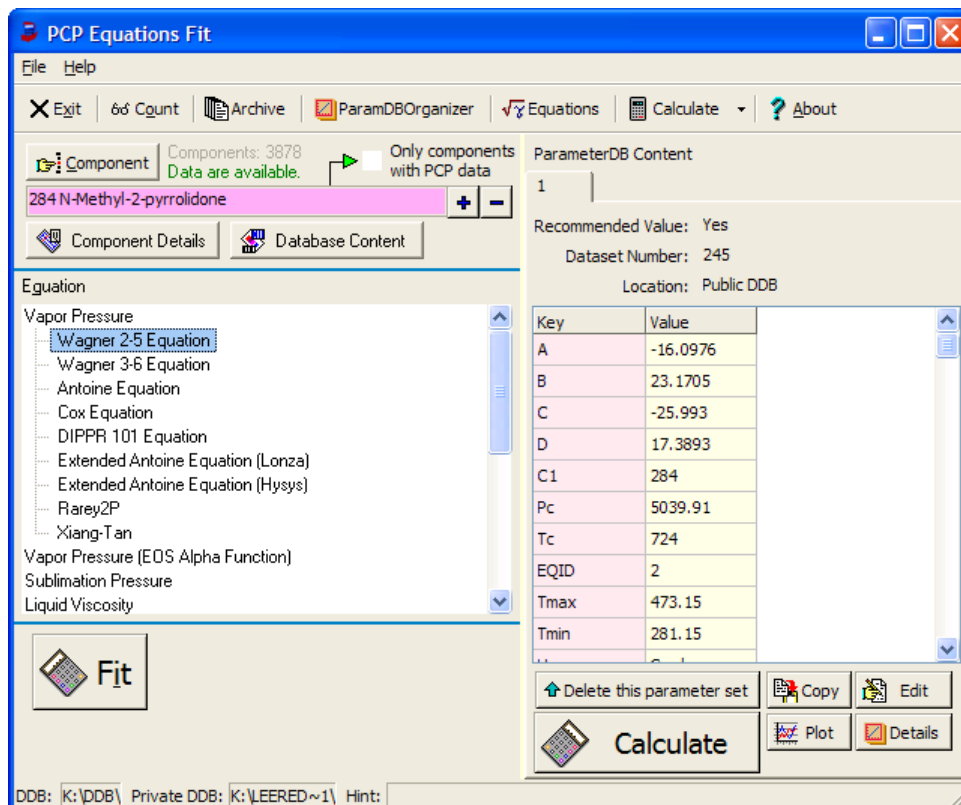 PCP Equations Fit
File Help
Exit Count Archive ParamDBOrganizer Equations Calculate About
Component
Components: 3878
Data are available.
Only components
with PCP data
284 N-Methyl-2-pyrrolidone
Component Details Database Content
Equation
Vapor Pressure
Wagner 2-5 Equation
Wagner 3-6 Equation
Antoine Equation
Cox Equation
DIPPR 101 Equation
Extended Antoine Equation (Lonza)
Extended Antoine Equation (Hysys)
Rarey2P
Xiang-Tan
Vapor Pressure (EOS Alpha Function)
Sublimation Pressure
Liquid Viscosity
Fit
ParameterDB Content
1
Recommended Value: Yes
Dataset Number: 245
Location: Public DDB
Key Value
A -16.0976
B 23.1705
C -25.993
D 17.3893
C1 284
Pc 5039.91
Tc 724
EQID 2
Tmax 473.15
Tmin 281.15
Delete this parameter set Copy Edit
Calculate Plot Details
DDB: K:\DDB\ Private DDB: K:\LEERED~1\ Hint: